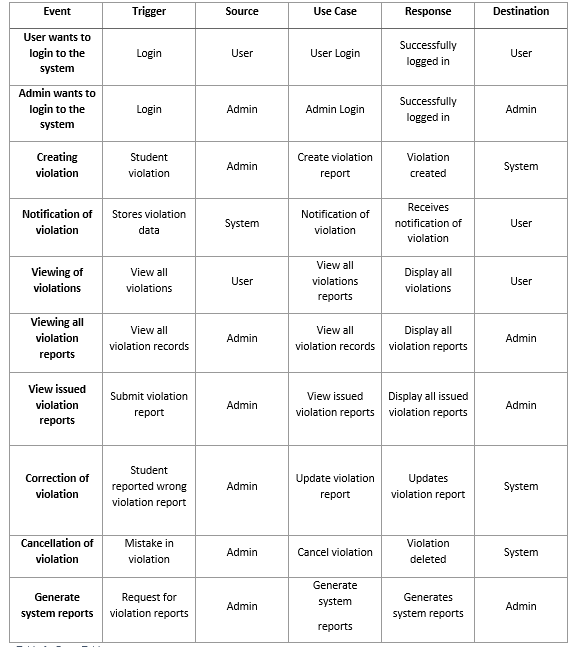 Event Trigger Source Use Case Response Destination
User wants to
login to the
system
Login
User
User Login
Successfully
logged in
User
Admin wants to
login to the
system
Login
Admin
Admin Login
Successfully
logged in
Admin
Creating
violation
Student
violation
Admin
Create violation
report
Violation
created
System
Notification of
violation
Stores violation
data
System
Notification of
violation
Receives
notification of
violation
User
Viewing of
violations
View all
violations
User
View all
violations
reports
Display all
violations
User
Viewing all
violation
reports
View all
violation records
Admin
View all
violation records
Display all
violation reports
Admin
View issued
violation
reports
Submit violation
report
Admin
View issued
violation reports
Display all issued
violation reports
Admin
Correction of
violation
Student
reported wrong
violation report
Admin
Update violation
report
Updates
violation report
System
Cancellation of
violation
Mistake in
violation
Admin
Cancel violation
Violation
deleted
System
Generate
system reports
Request for
violation reports
Admin
Generate
system
reports
Generates
system reports
Admin